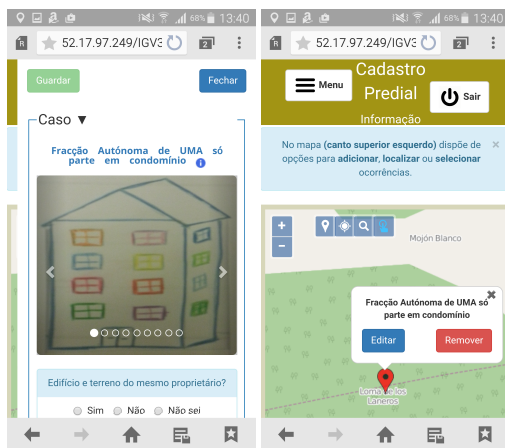 68% 13:40
52.17.97.249/IGV3
2
Guardar
Fechar
Caso ▼
Fracção Autónoma de UMA só
parte em condomínio i
Edifício e terreno do mesmo proprietário?
Sim Não Não sei
68% 13:40
52.17.97.249/IGV3
2
Menu
Cadastro
Predial
Sair
Informação
No mapa (canto superior esquerdo) dispõe de ×
opções para adicionar, localizar ou selecionar
ocorrências.
+
−
Mojón Blanco
Fracção Autónoma de UMA só
parte em condomínio
Editar Remover
Loma de los
Laneros